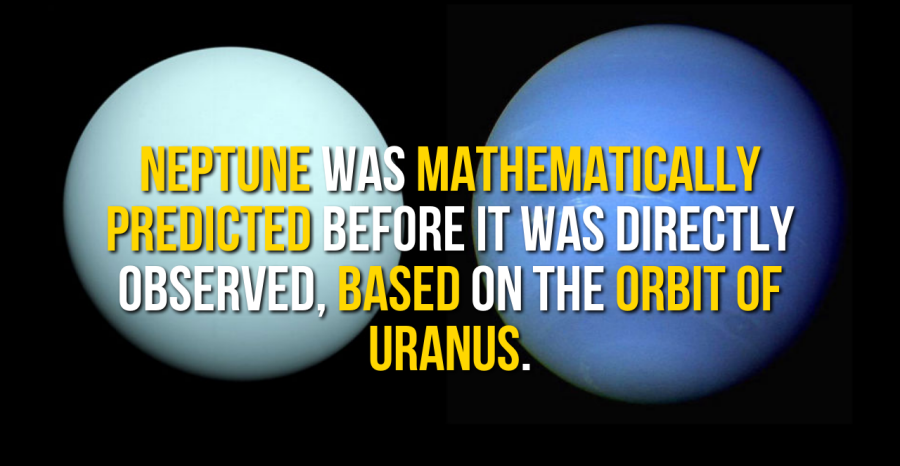 NEPTUNE WAS MATHEMATICALLY
PREDICTED BEFORE IT WAS DIRECTLY
OBSERVED, BASED ON THE ORBIT OF
URANUS.